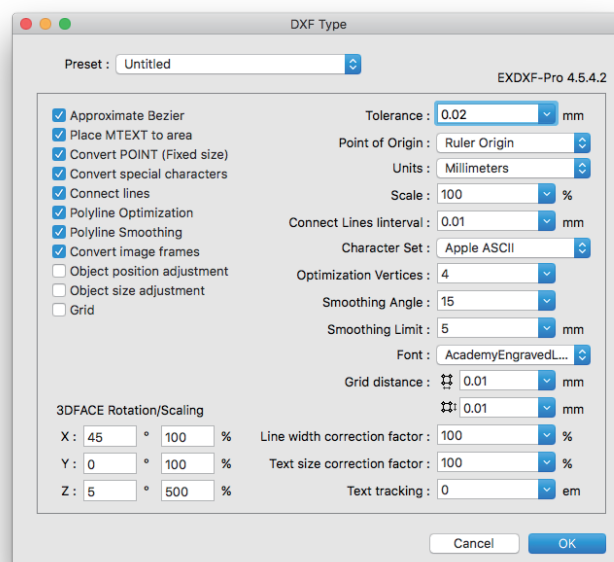 DXF Type
Preset : Untitled
EXDXF-Pro 4.5.4.2
Approximate Bezier
Place MTEXT to area
Convert POINT (Fixed size)
Convert special characters
Connect lines
Polyline Optimization
Polyline Smoothing
Convert image frames
Object position adjustment
Object size adjustment
Grid
Tolerance : 0.02 mm
Point of Origin : Ruler Origin
Units : Millimeters
Scale : 100 %
Connect Lines Iinterval : 0.01 mm
Character Set : Apple ASCII
Optimization Vertices : 4
Smoothing Angle : 15
Smoothing Limit : 5 mm
Font : AcademyEngravedL...
Grid distance : 0.01 mm
0.01 mm
Line width correction factor : 100 %
Text size correction factor : 100 %
Text tracking : 0 em
3DFACE Rotation/Scaling
X : 45 ° 100 %
Y : 0 ° 100 %
Z : 5 ° 500 %
Cancel
OK